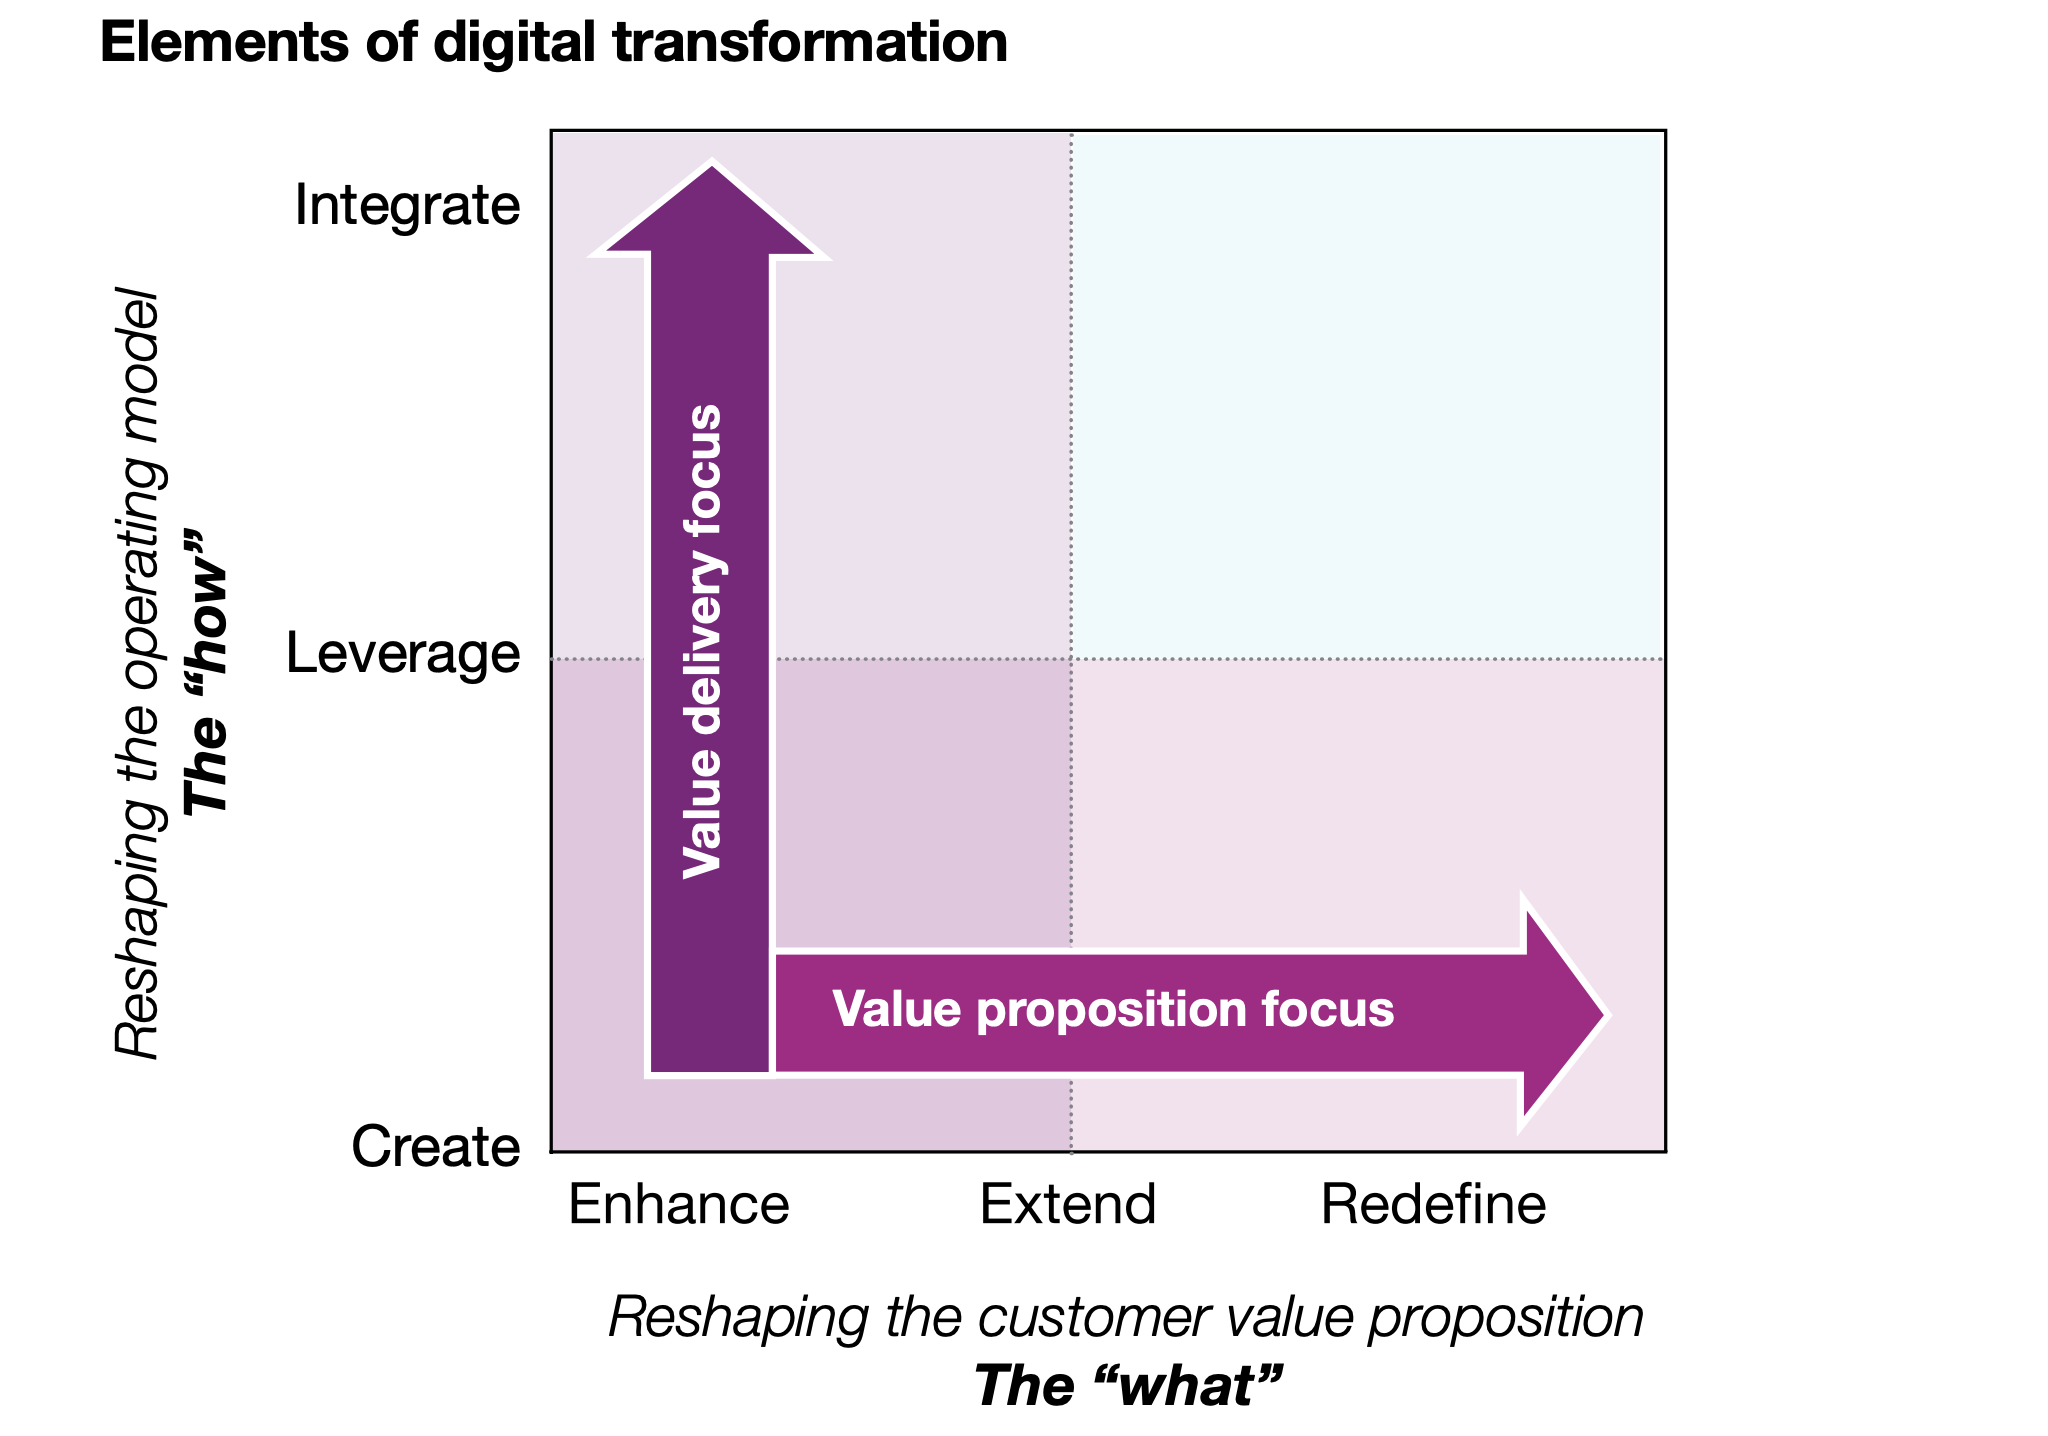 Elements of digital transformation
Integrate
Leverage
Create
Reshaping the operating model
The “how”
Value delivery focus
Value proposition focus
Enhance
Extend
Redefine
Reshaping the customer value proposition
The “what”